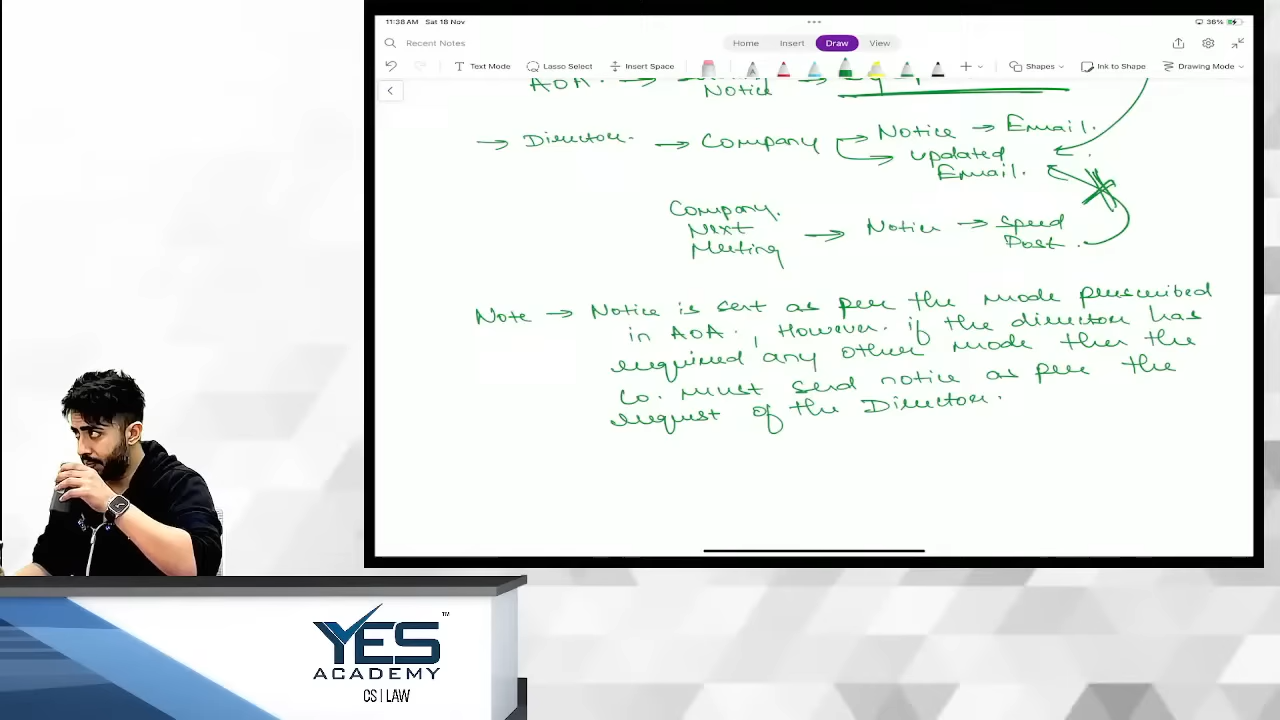 11:38 AM Sat 18 Nov
36%
Recent Notes
Home Insert Draw View
Text Mode Lasso Select Insert Space Shapes Ink to Shape Drawing Mode
AOA. → Notice →
→ Director. → Company → Notice → Email.
→ updated
Email.
Company.
Next
Meeting → Notice → Speed
Post.
Note → Notice is sent as per the mode prescribed
in AOA, However, if the director has
required any other mode then the
Co. must send notice as per the
request of the Director.
YES
™
ACADEMY
CS | LAW